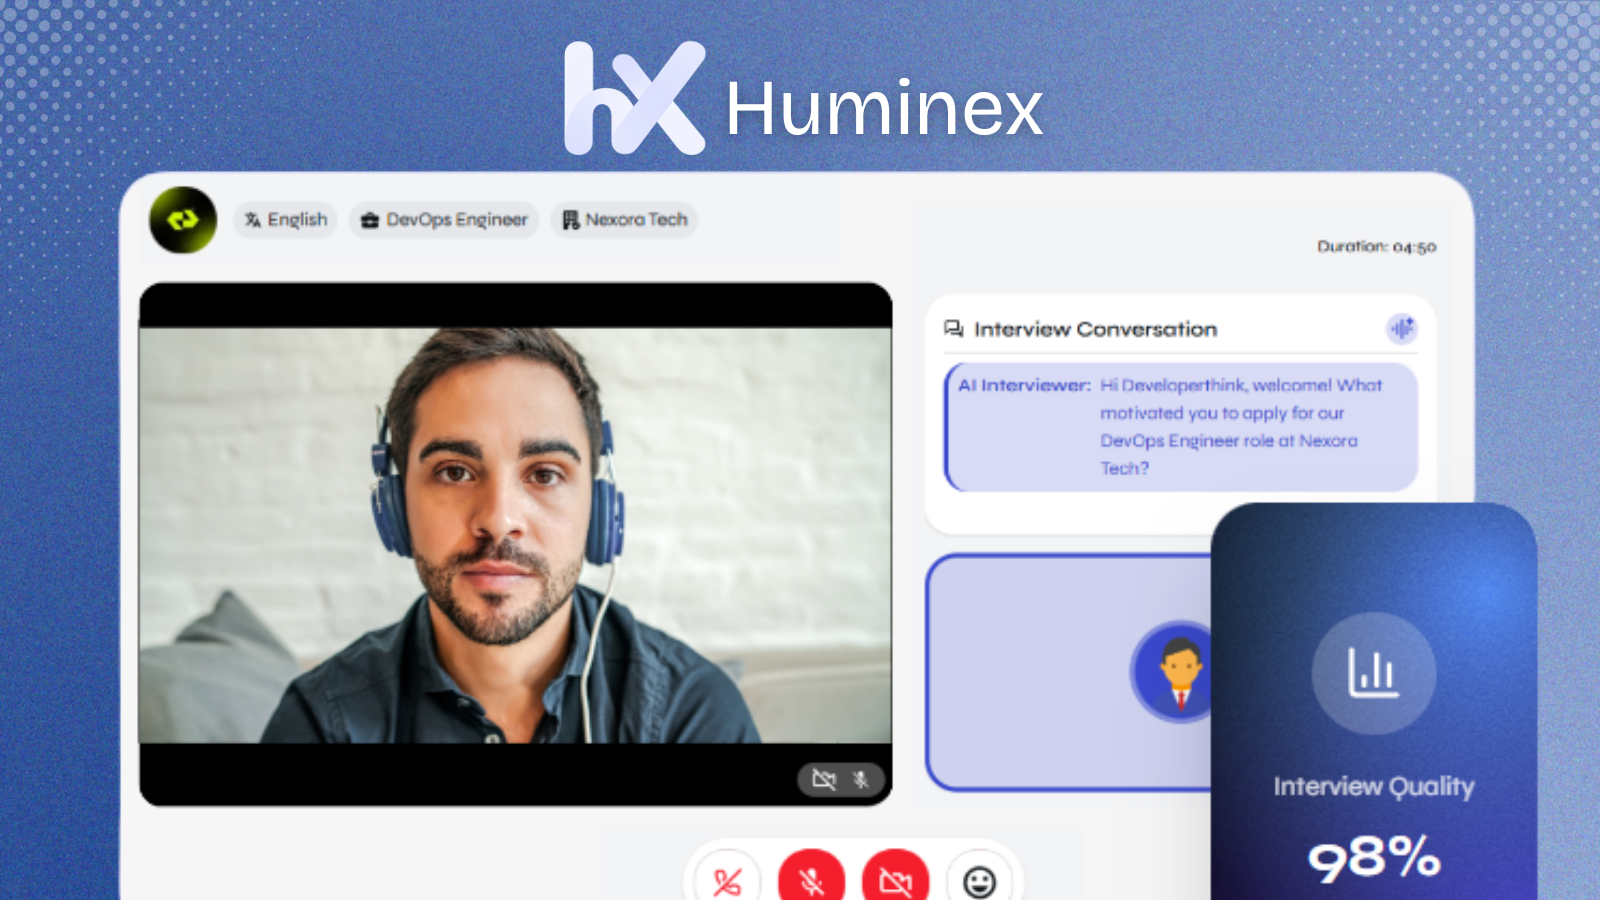 hX Huminex
English
DevOps Engineer
Nexora Tech
Duration: 04:50
Interview Conversation
AI Interviewer: Hi Developerthink, welcome! What
motivated you to apply for our
DevOps Engineer role at Nexora
Tech?
Interview Quality
98%